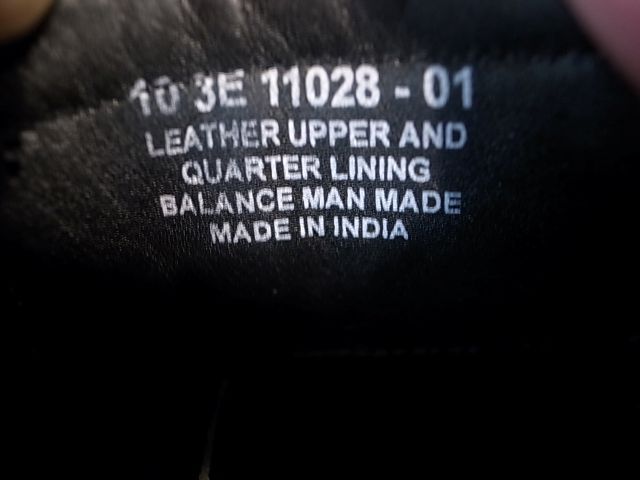 10 3E 11028 - 01
LEATHER UPPER AND
QUARTER LINING
BALANCE MAN MADE
MADE IN INDIA